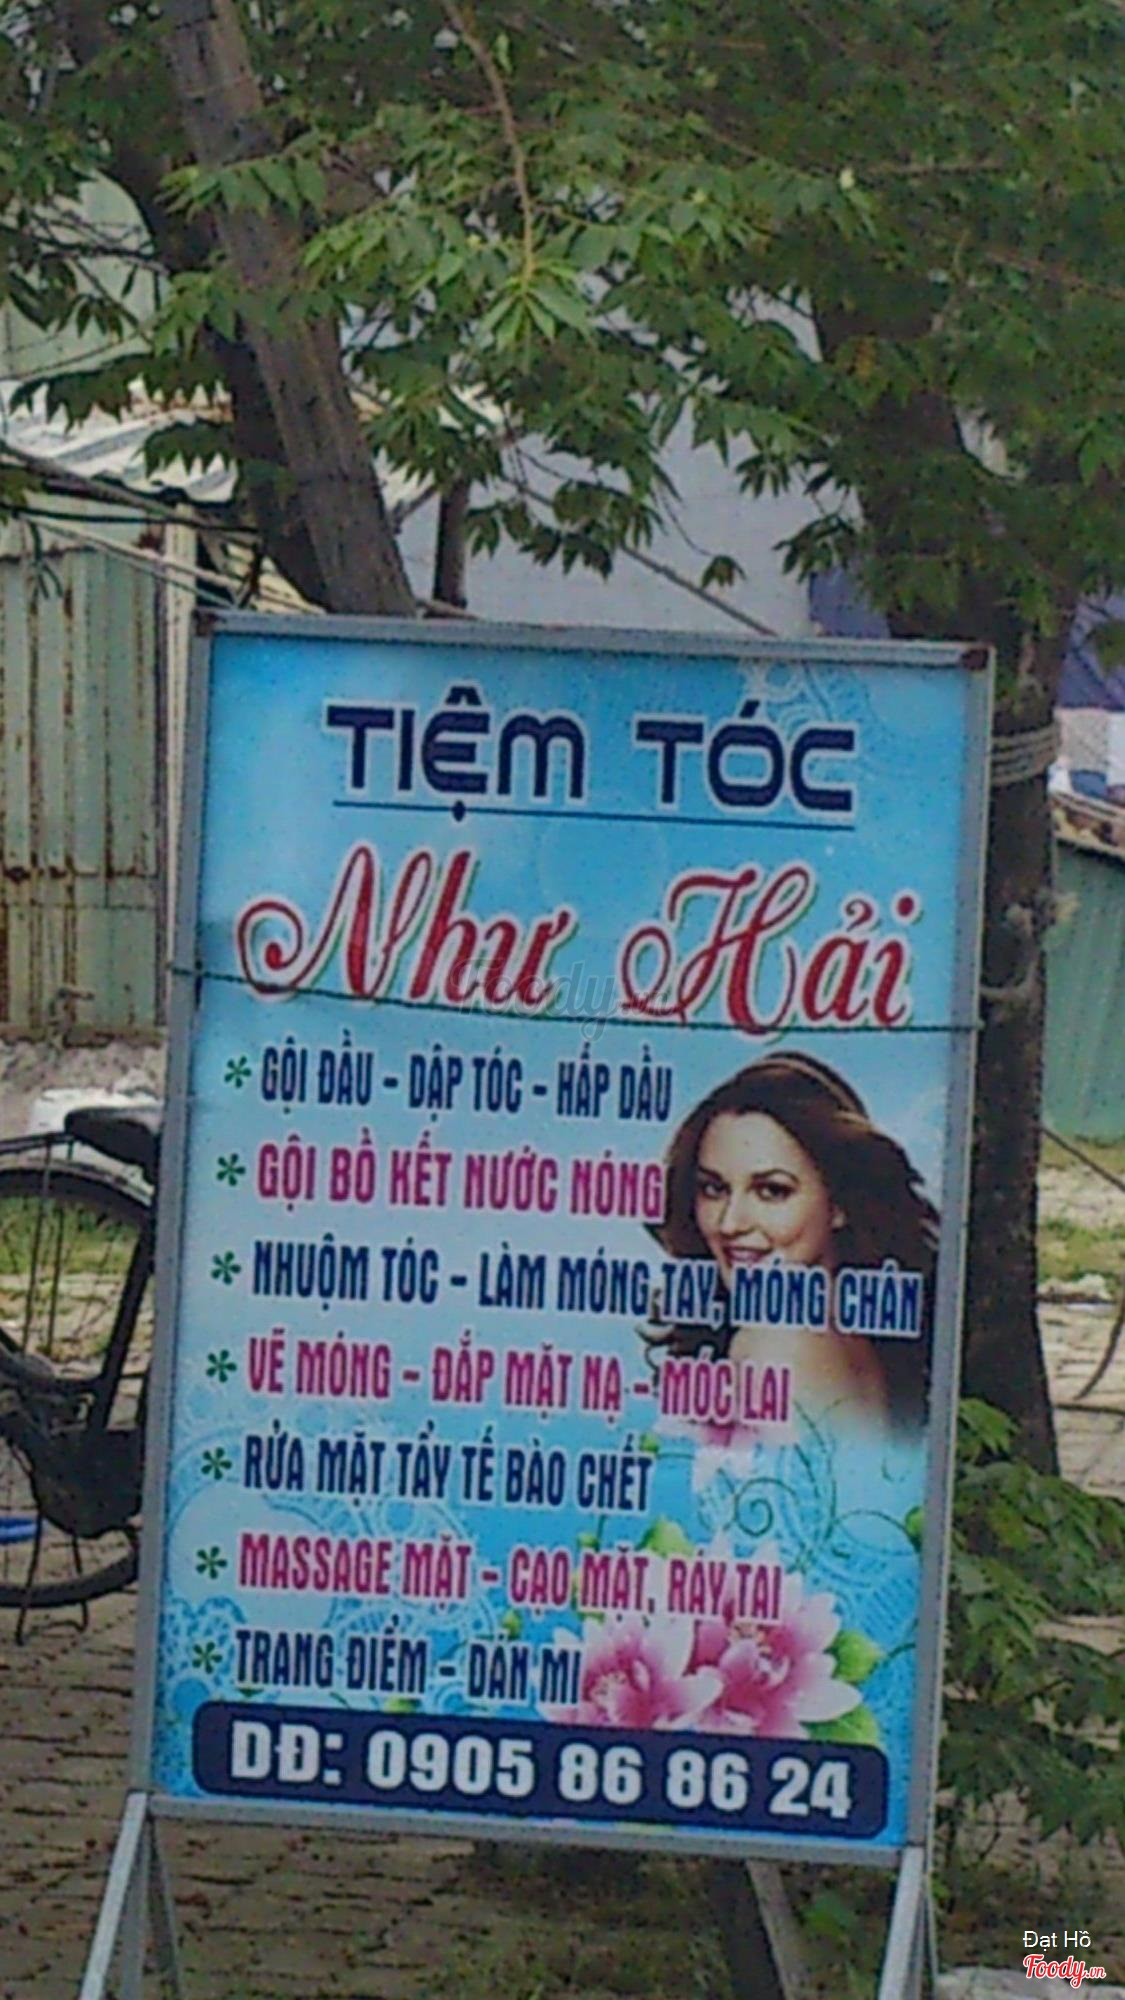 TIỆM TÓC
Như Hải
* GỘI ĐẦU - DẬP TÓC - HẤP DẦU
* GỘI BỒ KẾT NƯỚC NÓNG
* NHUỘM TÓC - LÀM MÓNG TAY, MÓNG CHÂN
* VẼ MÓNG - ĐẮP MẶT NẠ - MÓC LAI
* RỬA MẶT TẨY TẾ BÀO CHẾT
* MASSAGE MẶT - CẠO MẶT, RÁY TAI
* TRANG ĐIỂM - DÁN MI
DĐ: 0905 86 86 24
Foody.vn
Đạt Hồ
Foody.vn